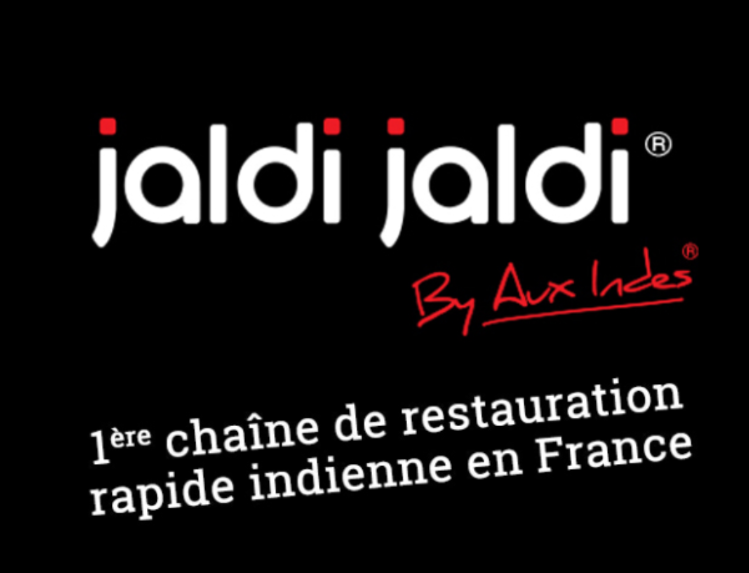 jaldi jaldi®
By Aux Indes®
1ère chaîne de restauration
rapide indienne en France